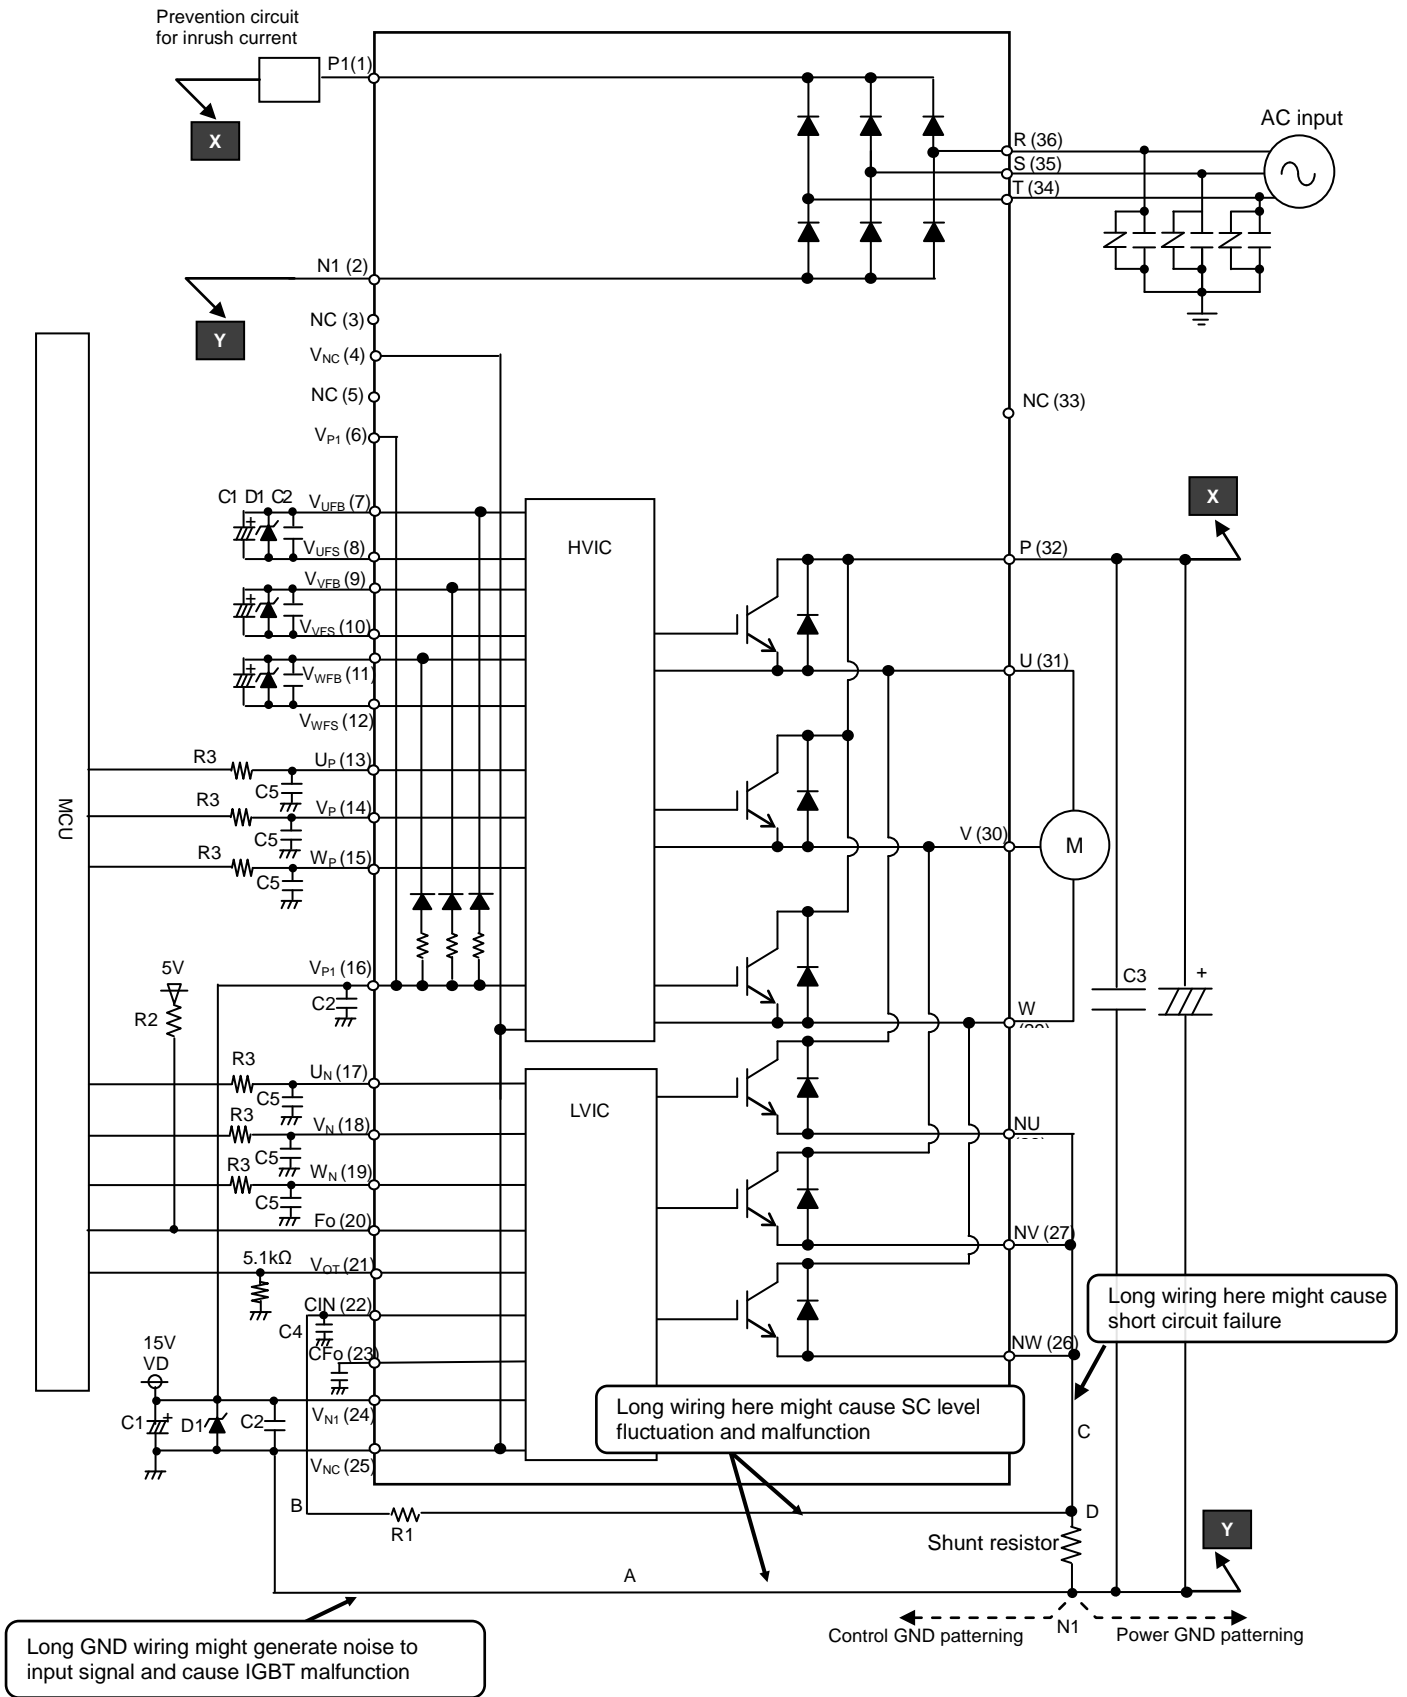 Prevention circuit
for inrush current
P1(1)
X
AC input
R (36)
S (35)
T (34)
N1 (2)
Y
NC (3)
VNC (4)
NC (5)
NC (33)
VP1 (6)
X
C1 D1 C2
VUFB (7)
VUFS (8)
HVIC
P (32)
VVFB (9)
VVFS (10)
U (31)
VWFB (11)
VWFS (12)
R3
UP (13)
C5
R3
VP (14)
C5
MCU
V (30)
M
R3
WP (15)
C5
5V
VP1 (16)
C2
R2
C3
+
W
R3
UN (17)
C5
LVIC
R3
VN (18)
NU
C5
R3
WN (19)
C5
Fo (20)
NV (27)
5.1kΩ
VOT (21)
CIN (22)
Long wiring here might cause
short circuit failure
C4
15V
VD
CFo (23)
NW (26)
C1
+
D1
C2
VN1 (24)
Long wiring here might cause SC level
fluctuation and malfunction
C
VNC (25)
B
R1
D
Y
Shunt resistor
A
N1
Control GND patterning
Power GND patterning
Long GND wiring might generate noise to
input signal and cause IGBT malfunction